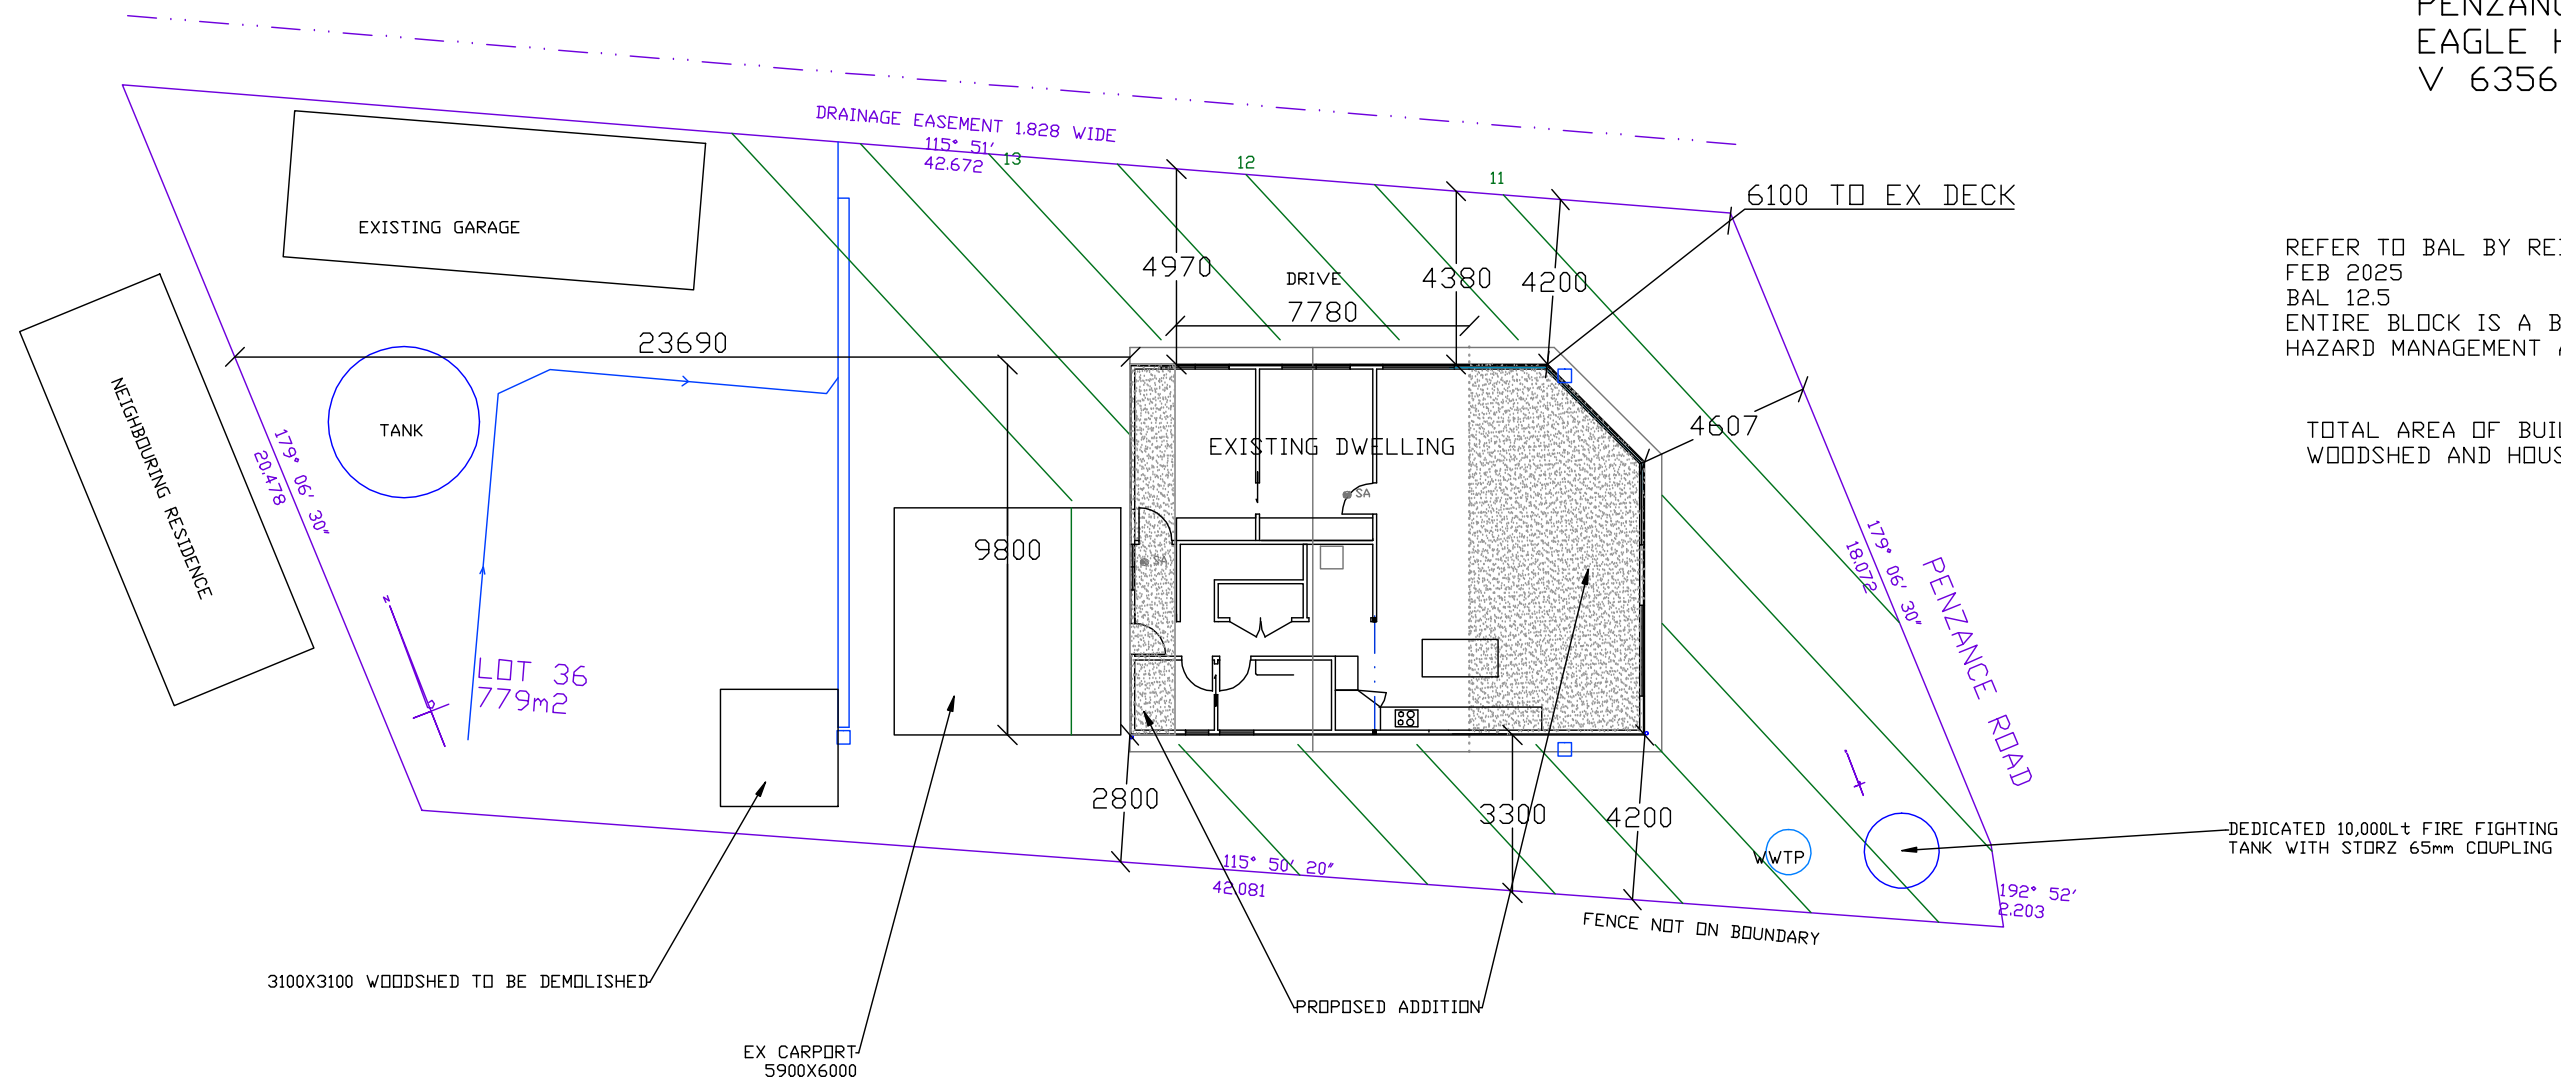 EAGLE
V 6356
DRAINAGE EASEMENT 1.828 WIDE
115° 51'
42.672
13
12
11
6100 TO EX DECK
EXISTING GARAGE
4970
DRIVE
7780
4380
4200
REFER TO BAL BY
FEB 2025
BAL 12.5
ENTIRE BLOCK IS A
HAZARD MANAGEMENT
23690
TANK
NEIGHBOURING RESIDENCE
179° 06' 30"
20.478
EXISTING DWELLING
4607
TOTAL AREA OF
WOODSHED AND
SA
SA
9800
179° 06' 30"
18.072
PENZANCE ROAD
N
LOT 36
779m2
2800
3300
4200
WWTP
DEDICATED 10,000Lt FIRE FIGHTING
TANK WITH STORZ 65mm COUPLING
115° 50' 20"
42.081
192° 52'
2.203
FENCE NOT ON BOUNDARY
3100X3100 WOODSHED TO BE DEMOLISHED
PROPOSED ADDITION
EX CARPORT
5900X6000